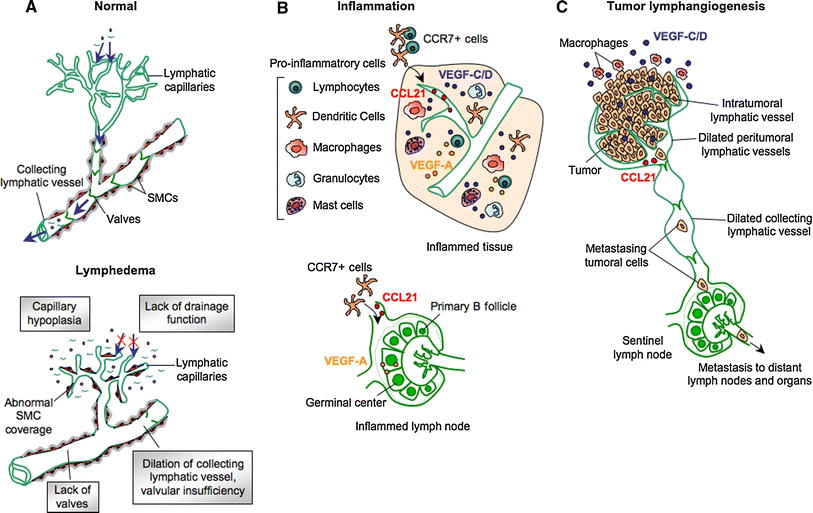 A
Normal
Lymphatic
capillaries
Collecting
lymphatic vessel
SMCs
Valves
Lymphedema
Capillary
hypoplasia
Lack of drainage
function
Lymphatic
capillaries
Abnormal
SMC
coverage
Lack of
valves
Dilation of collecting
lymphatic vessel,
valvular insufficiency
B
Inflammation
CCR7+ cells
Pro-inflammatory cells
Lymphocytes
Dendritic Cells
Macrophages
Granulocytes
Mast cells
VEGF-C/D
CCL21
VEGF-A
Inflammed tissue
CCR7+ cells
CCL21
Primary B follicle
VEGF-A
Germinal center
Inflammed lymph node
C
Tumor lymphangiogenesis
Macrophages
VEGF-C/D
Intratumoral
lymphatic vessel
Dilated peritumoral
lymphatic vessels
Tumor
CCL21
Dilated collecting
lymphatic vessel
Metastasing
tumoral cells
Sentinel
lymph node
Metastasis to distant
lymph nodes and organs